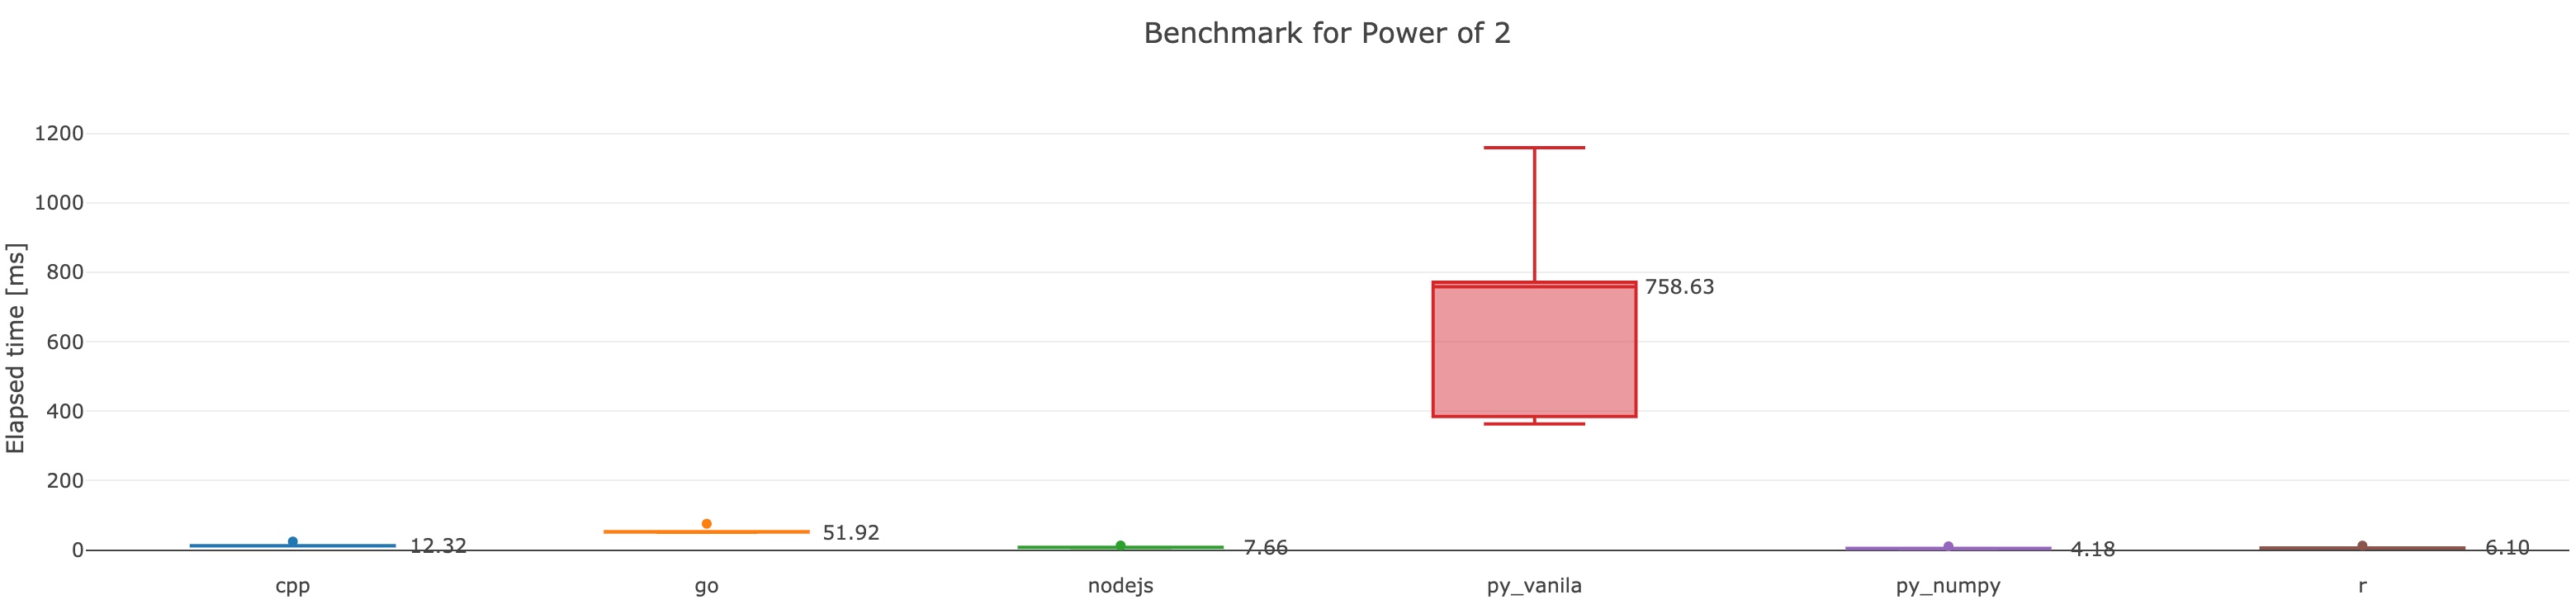 Benchmark for Power of 2
Elapsed time [ms]
1200
1000
800
600
400
200
0
12.32
51.92
7.66
758.63
4.18
6.10
cpp
go
nodejs
py_vanila
py_numpy
r